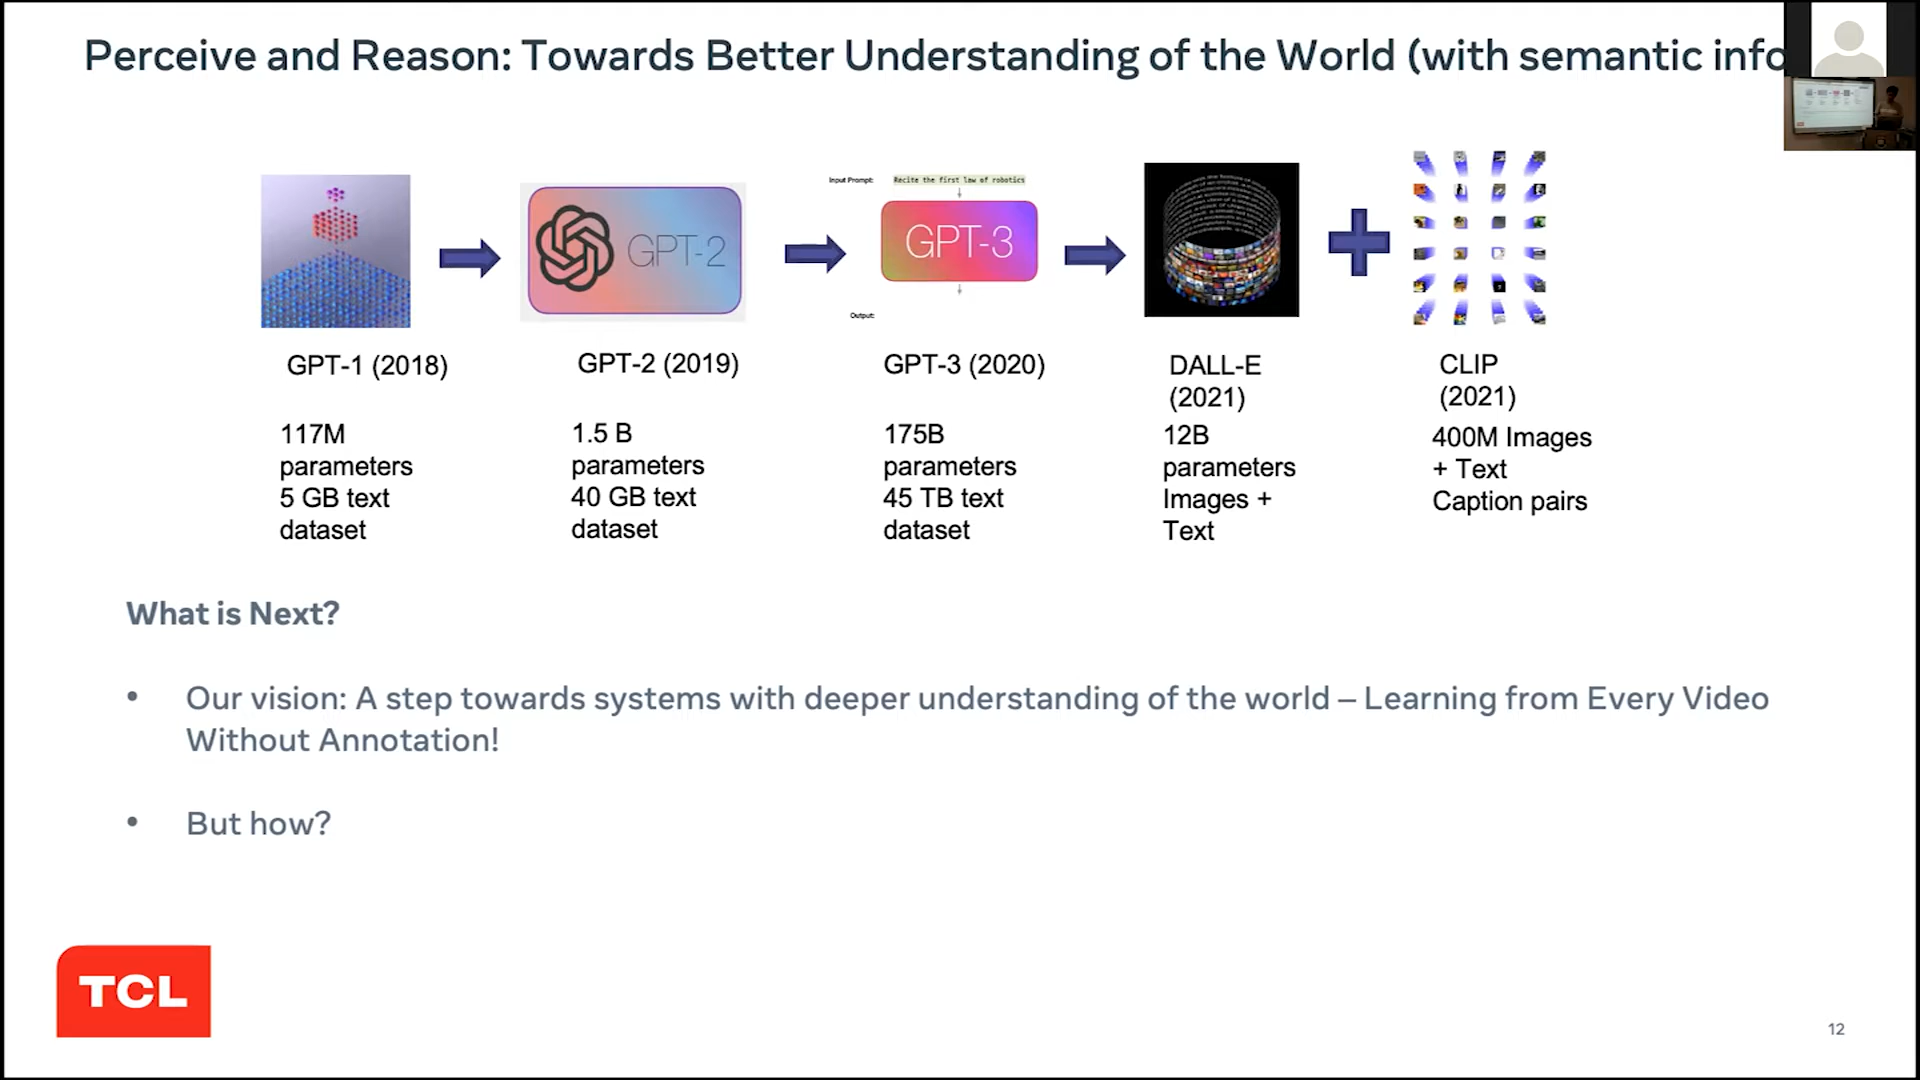 Perceive and Reason: Towards Better Understanding of the World (with semantic info
Input Prompt:
Recite the first law of robotics
GPT-2
GPT-3
Output:
GPT-1 (2018)
GPT-2 (2019)
GPT-3 (2020)
DALL-E
(2021)
CLIP
(2021)
117M
parameters
5 GB text
dataset
1.5 B
parameters
40 GB text
dataset
175B
parameters
45 TB text
dataset
12B
parameters
Images +
Text
400M Images
+ Text
Caption pairs
What is Next?
• Our vision: A step towards systems with deeper understanding of the world – Learning from Every Video
Without Annotation!
• But how?
TCL
12